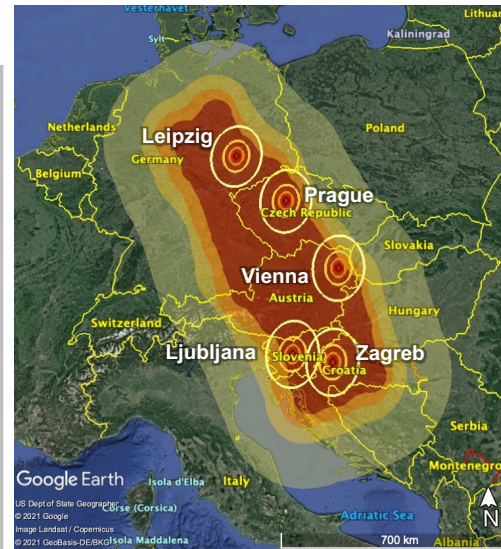 Vesterhavet
Lithuan
Sylt
Kaliningrad
Netherlands
Leipzig
Poland
Germany
Belgium
Prague
Czech Republic
Slovakia
Vienna
Austria
Hungary
Switzerland
Ljubljana
Slovenia
Zagreb
Croatia
Serbia
Google Earth
Italy
Montenegro
Isola d'Elba
US Dept of State Geographer
Corse (Corsica)
© 2021 Google
Adriatic Sea
N
Image Landsat / Copernicus
© 2021 GeoBasis-DE/BKG
Isola Maddalena
700 km
Albania